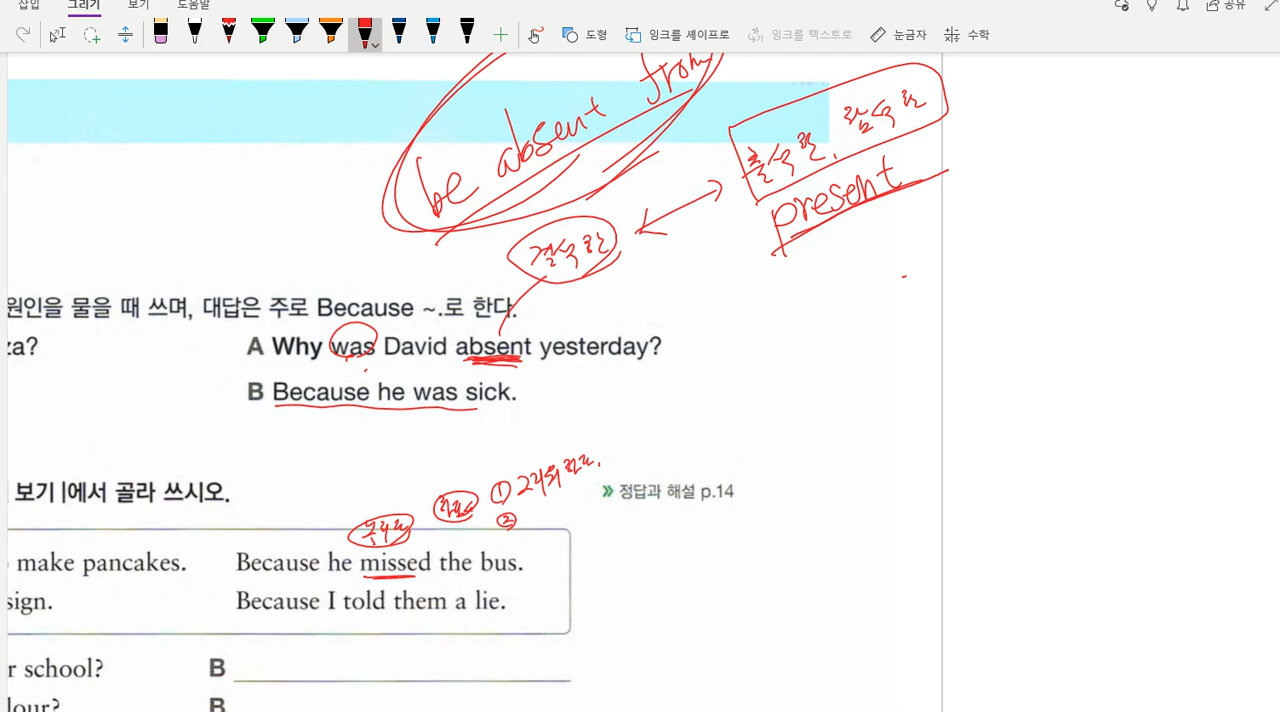 삽입 그리기 보기 도움말 공유
도형 잉크를 셰이프로 잉크를 텍스트로 눈금자 수학
be absent from
출석한, 참석한
present
결석한
원인을 물을 때 쓰며, 대답은 주로 Because ~.로 한다.
za? A Why was David absent yesterday?
B Because he was sick.
보기 |에서 골라 쓰시오. ① 그리워한다.
» 정답과 해설 p.14
②
make pancakes. Because he missed the bus.
sign. Because I told them a lie.
r school? B
lour? B